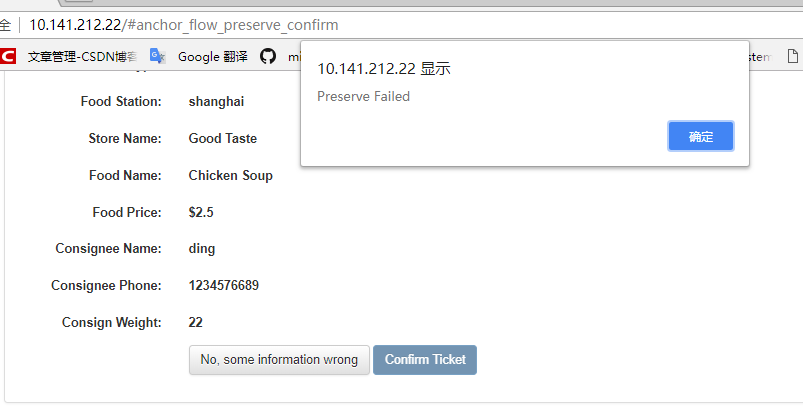 全 10.141.212.22/#anchor_flow_preserve_confirm
文章管理-CSDN博客 Google 翻译
10.141.212.22 显示
Preserve Failed
确定
Food Station: shanghai
Store Name: Good Taste
Food Name: Chicken Soup
Food Price: $2.5
Consignee Name: ding
Consignee Phone: 1234576689
Consign Weight: 22
No, some information wrong Confirm Ticket